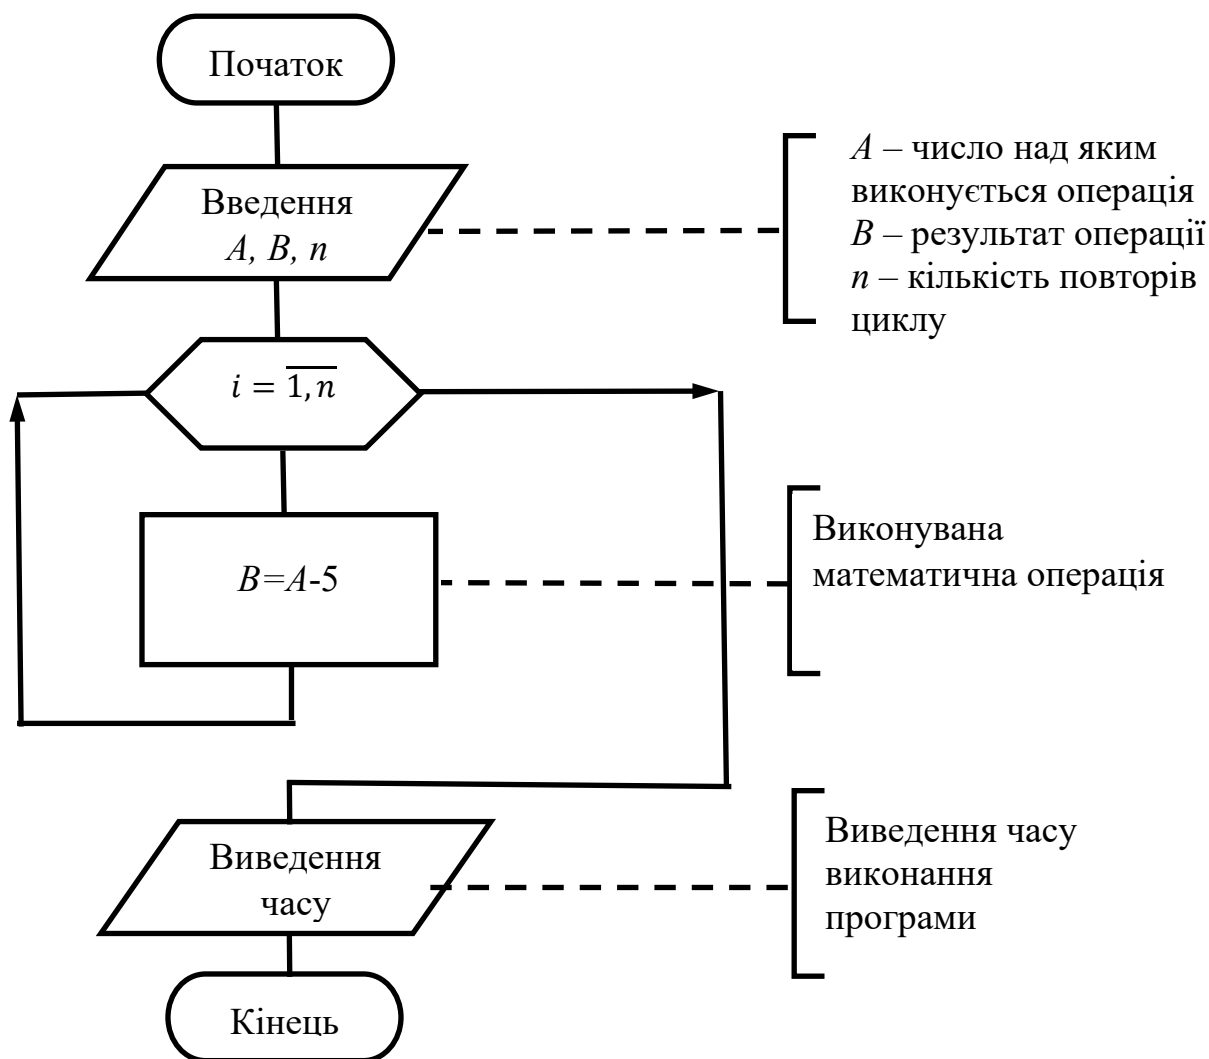 Початок
Введення
A, B, n
A – число над яким
виконується операція
B – результат операції
n – кількість повторів
циклу
i = \overline{1, n}
B=A-5
Виконувана
математична операція
Виведення
часу
Виведення часу
виконання
програми
Кінець